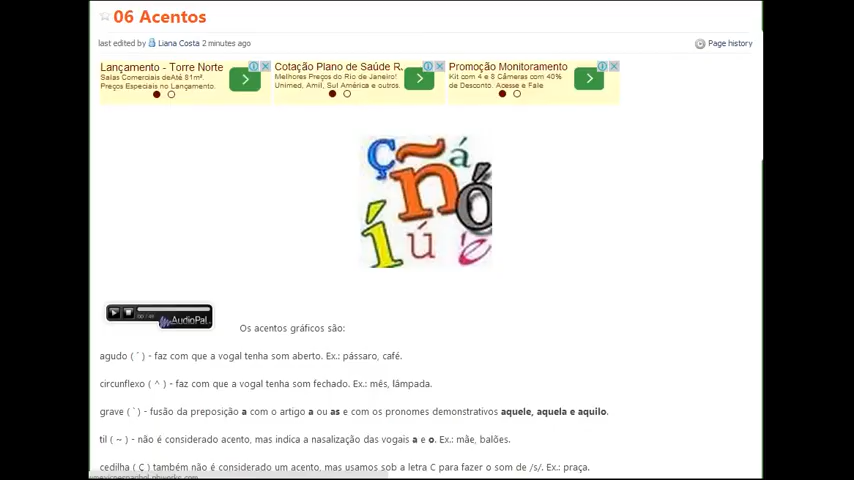 06 Acentos
last edited by Liana Costa 2 minutes ago
Page history
Lançamento - Torre Norte
Salas Comerciais deAté 81m².
Preços Especiais no Lançamento.
Cotação Plano de Saúde R.
Melhores Preços do Rio de Janeiro!
Unimed, Amil, Sul América e outros.
Promoção Monitoramento
Kit com 4 e 8 Câmeras com 40%
de Desconto. Acesse e Fale
ç ñ á
í ú é ó
AudioPal
Os acentos gráficos são:
agudo ( ´ ) - faz com que a vogal tenha som aberto. Ex.: pássaro, café.
circunflexo ( ^ ) - faz com que a vogal tenha som fechado. Ex.: mês, lâmpada.
grave ( ` ) - fusão da preposição a com o artigo a ou as e com os pronomes demonstrativos aquele, aquela e aquilo.
til ( ~ ) - não é considerado acento, mas indica a nasalização das vogais a e o. Ex.: mãe, balões.
cedilha ( Ç ) também não é considerado um acento, mas usamos sob a letra C para fazer o som de /s/. Ex.: praça.